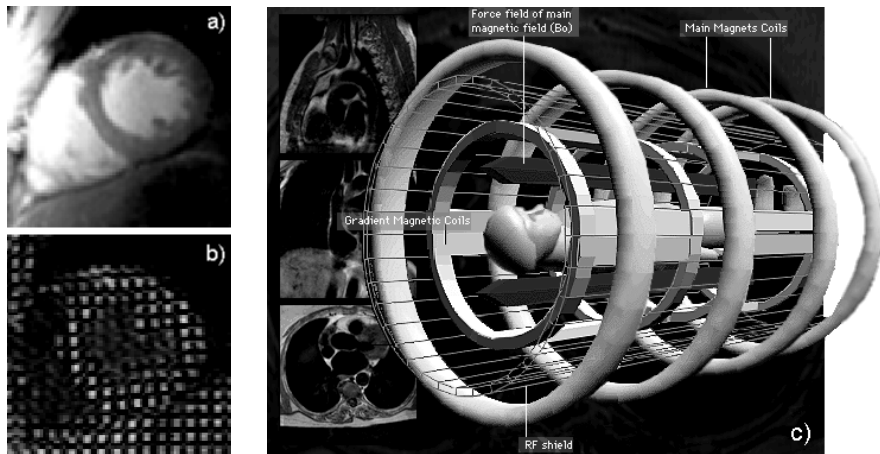 a)
Force field of main
magnetic field (Bo)
Main Magnets Coils
Gradient Magnetic Coils
b)
RF shield
c)